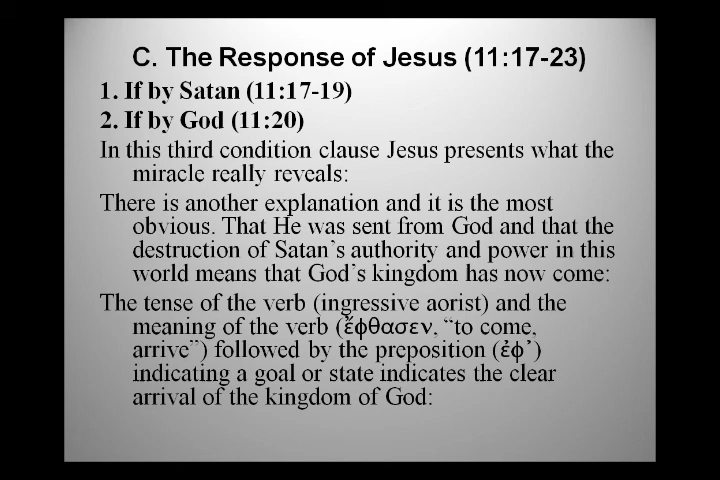 C. The Response of Jesus (11:17-23)
1. If by Satan (11:17-19)
2. If by God (11:20)
In this third condition clause Jesus presents what the
miracle really reveals:
There is another explanation and it is the most
obvious. That He was sent from God and that the
destruction of Satan’s authority and power in this
world means that God’s kingdom has now come:
The tense of the verb (ingressive aorist) and the
meaning of the verb (ἔφθασεν, “to come,
arrive”) followed by the preposition (ἐφ᾽)
indicating a goal or state indicates the clear
arrival of the kingdom of God: